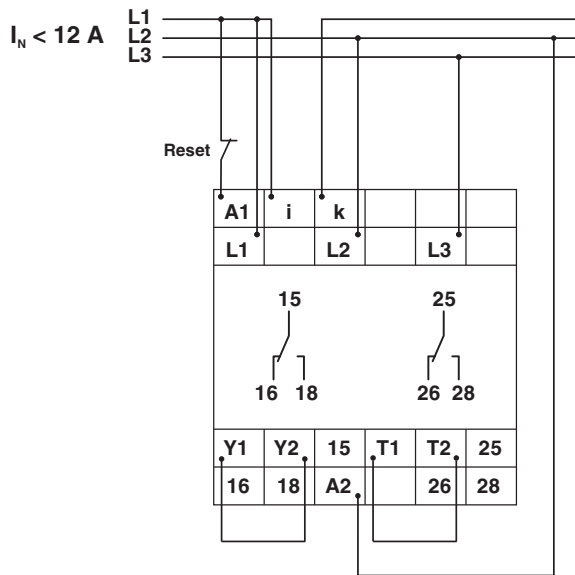 L1
I_N < 12 A L2
L3
Reset
A1 i k
L1 L2 L3
15 25
16 18 26 28
Y1 Y2 15 T1 T2 25
16 18 A2 26 28